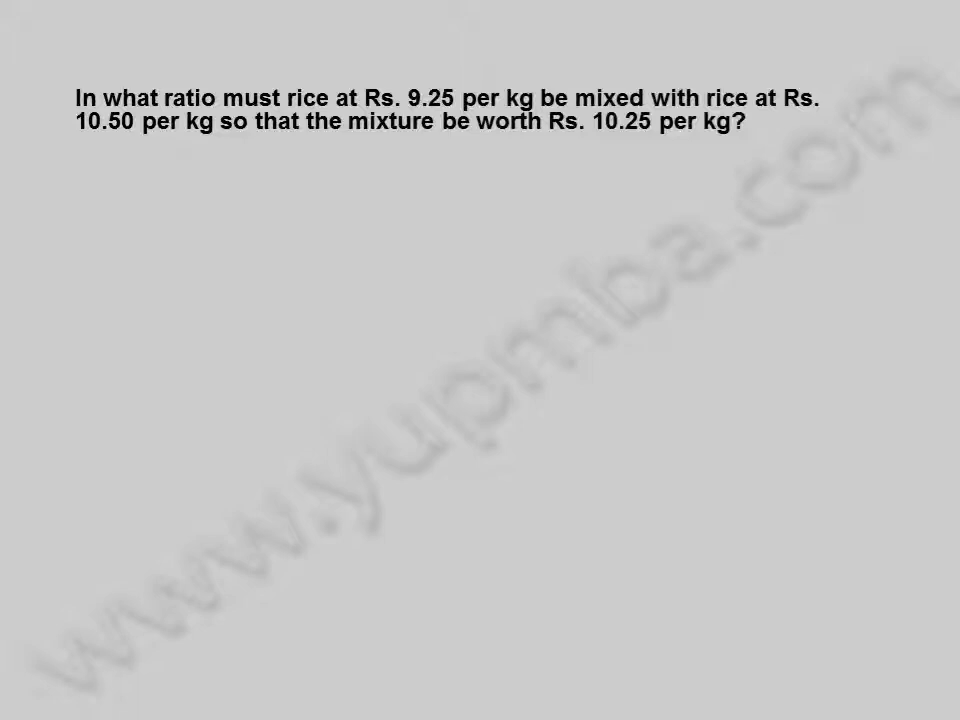 In what ratio must rice at Rs. 9.25 per kg be mixed with rice at Rs.
10.50 per kg so that the mixture be worth Rs. 10.25 per kg?
www.yupmba.com